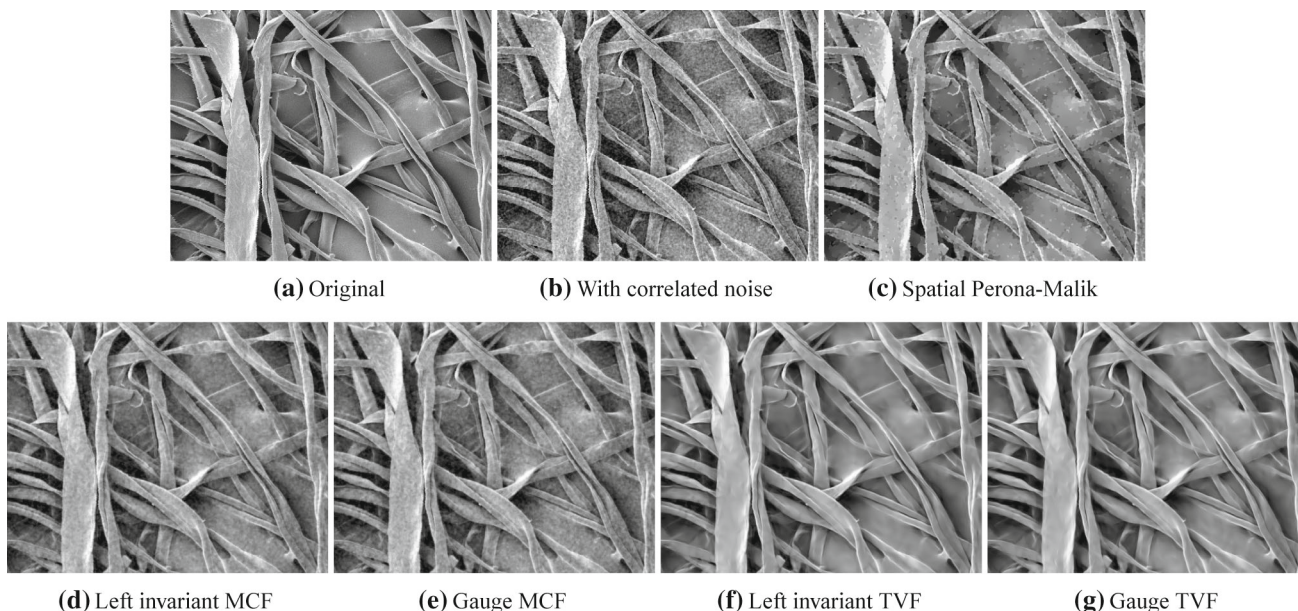 (a) Original
(b) With correlated noise
(c) Spatial Perona-Malik
(d) Left invariant MCF
(e) Gauge MCF
(f) Left invariant TVF
(g) Gauge TVF